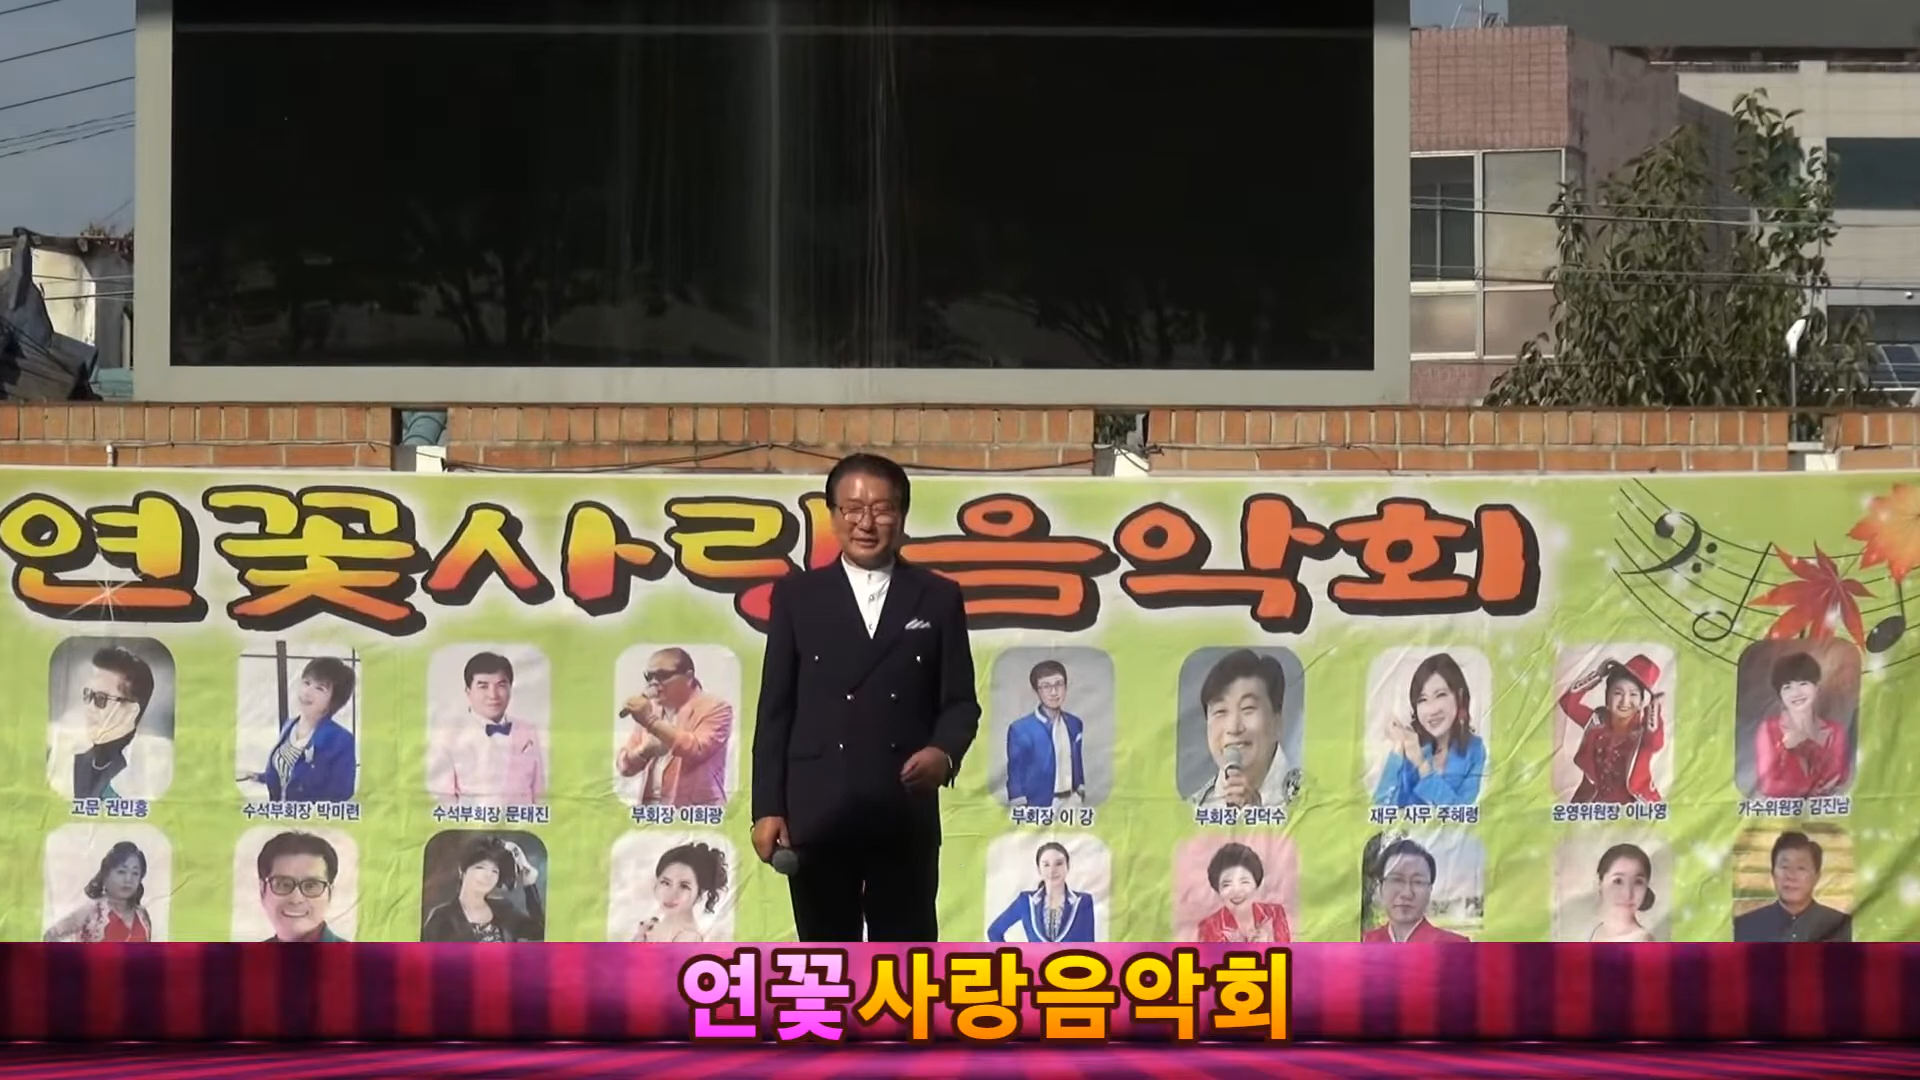 연꽃사랑음악회
고문 권민흥
수석부회장 박미련
수석부회장 문태진
부회장 이희광
부회장 이 강
부회장 김덕수
재무 사무 주혜령
운영위원장 이나영
가수위원장 김진남
연꽃사랑음악회